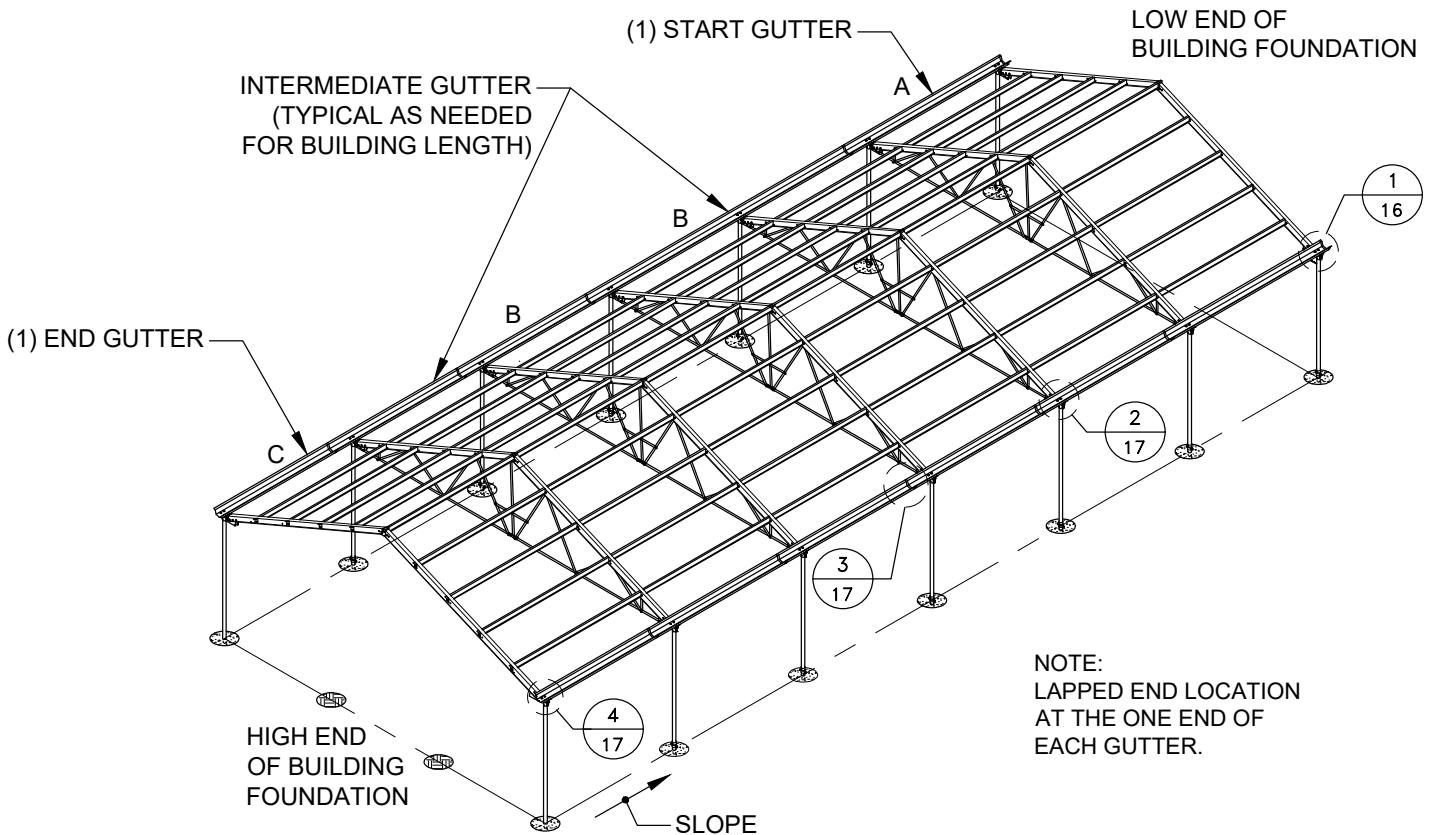 (1) START GUTTER
LOW END OF
BUILDING FOUNDATION
INTERMEDIATE GUTTER
(TYPICAL AS NEEDED
FOR BUILDING LENGTH)
A
1
16
B
B
(1) END GUTTER
C
2
17
3
17
4
17
NOTE:
LAPPED END LOCATION
AT THE ONE END OF
EACH GUTTER.
HIGH END
OF BUILDING
FOUNDATION
SLOPE